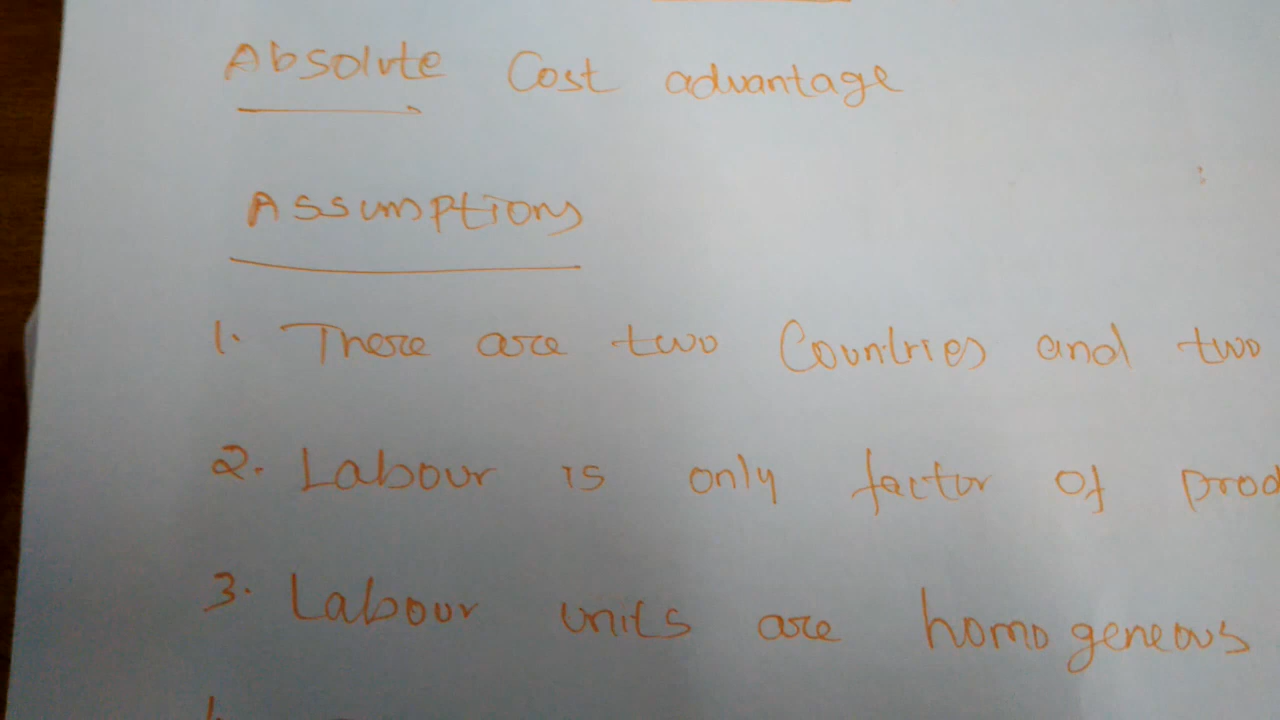 Absolute Cost advantage
Assumptions
1. There are two Countries and two
2. Labour is only factor of prod
3. Labour units are homogeneous